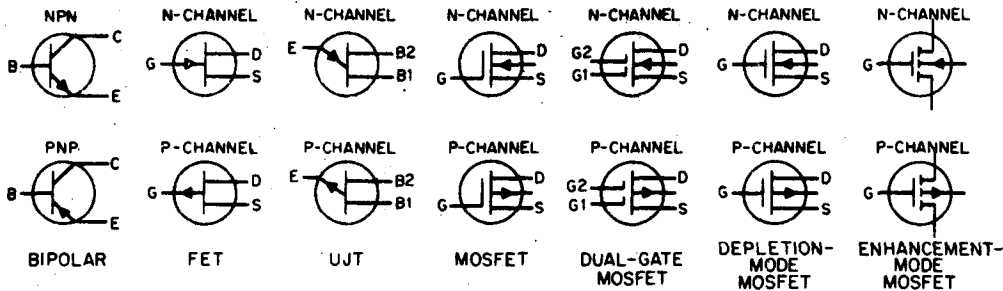 NPN N-CHANNEL N-CHANNEL N-CHANNEL N-CHANNEL N-CHANNEL N-CHANNEL
B C E
G D S
E B2 B1
G D S
G2 G1 D S
G D S
G
PNP P-CHANNEL P-CHANNEL P-CHANNEL P-CHANNEL P-CHANNEL P-CHANNEL
B C E
G D S
E B2 B1
G D S
G2 G1 D S
G D S
G
BIPOLAR
FET
UJT
MOSFET
DUAL-GATE
MOSFET
DEPLETION-
MODE
MOSFET
ENHANCEMENT-
MODE
MOSFET